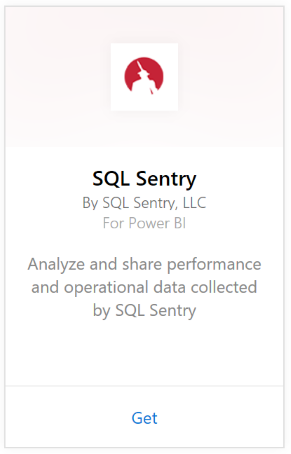 SQL Sentry
By SQL Sentry, LLC
For Power BI
Analyze and share performance
and operational data collected
by SQL Sentry
Get